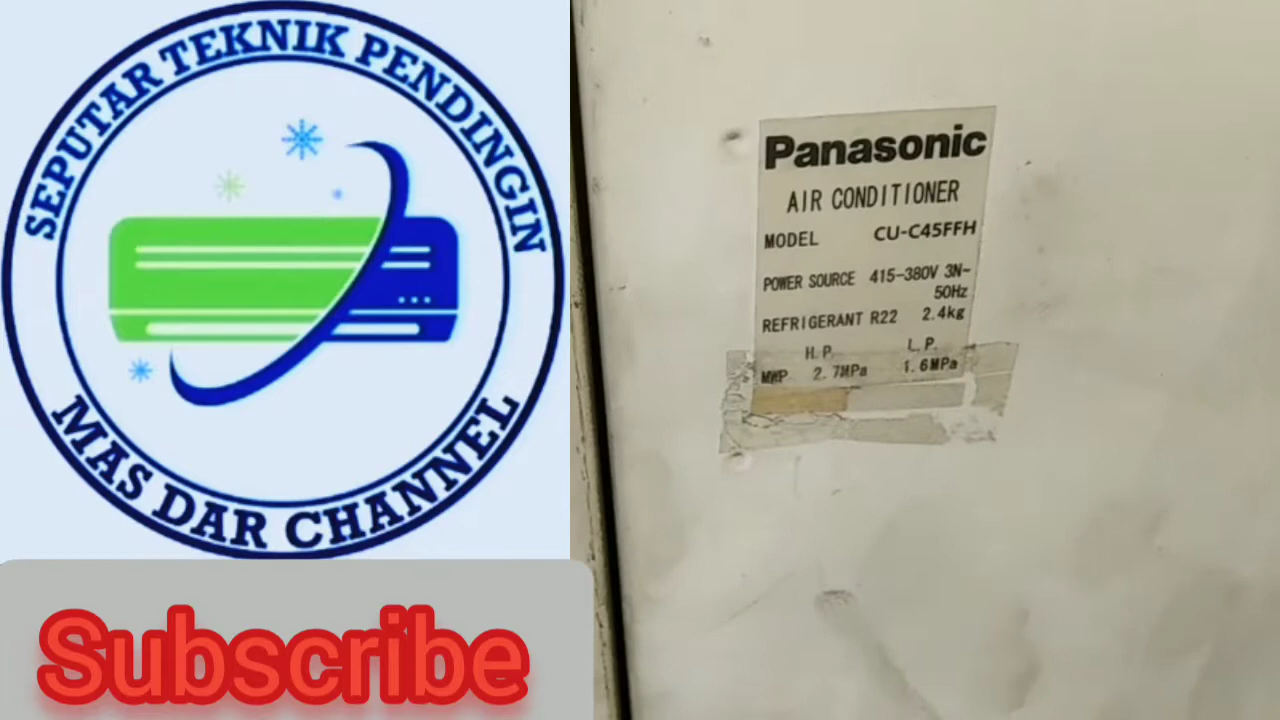 SEPUTAR TEKNIK PENDINGIN
MAS DAR CHANNEL
Subscribe
Panasonic
AIR CONDITIONER
MODEL CU-C45FFH
POWER SOURCE 415-380V 3N~
50Hz
REFRIGERANT R22 2.4kg
H.P. L.P.
MWP 2.7MPa 1.6MPa